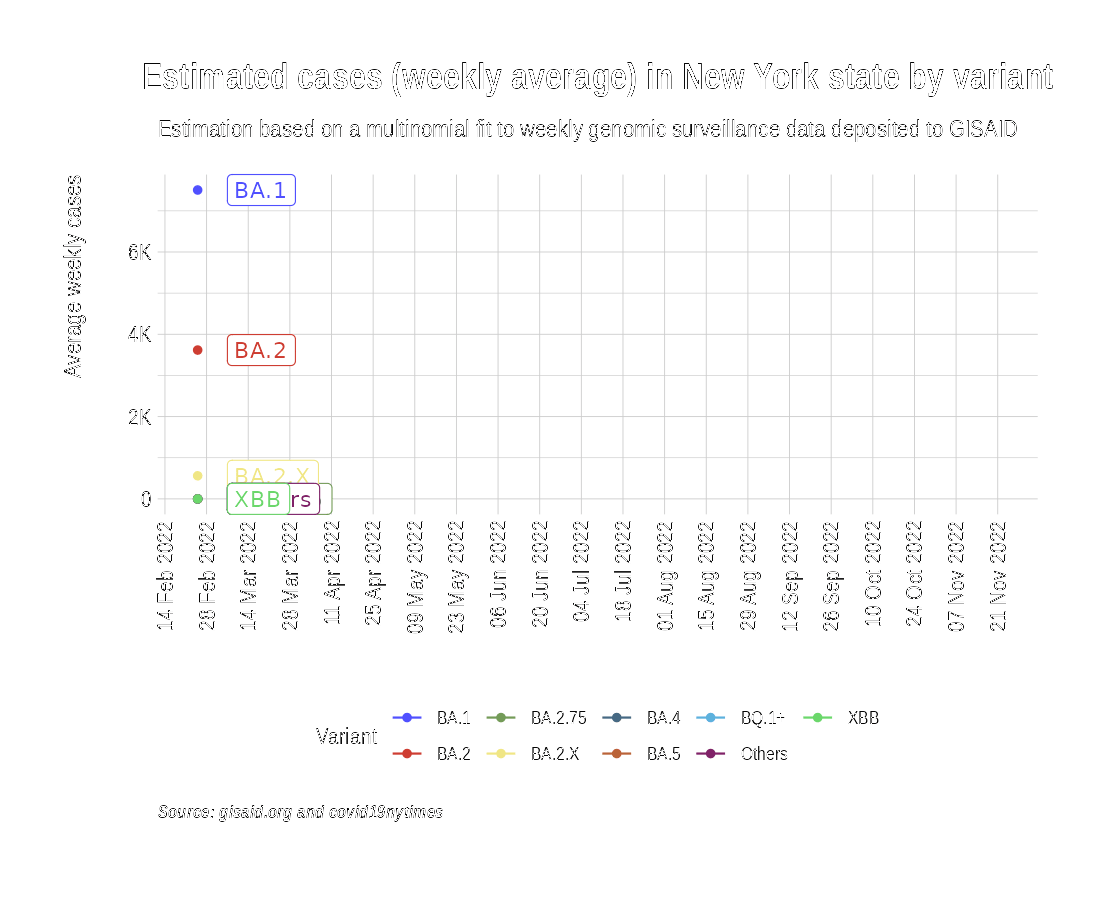 Estimated cases (weekly average) in New York state by variant
Estimation based on a multinomial fit to weekly genomic surveillance data deposited to GISAID
Average weekly cases
6K
4K
2K
0
BA.1
BA.2
BA.2.X
XBB
rs
14 Feb 2022
28 Feb 2022
14 Mar 2022
28 Mar 2022
11 Apr 2022
25 Apr 2022
09 May 2022
23 May 2022
06 Jun 2022
20 Jun 2022
04 Jul 2022
18 Jul 2022
01 Aug 2022
15 Aug 2022
29 Aug 2022
12 Sep 2022
26 Sep 2022
10 Oct 2022
24 Oct 2022
07 Nov 2022
21 Nov 2022
Variant
BA.1 BA.2.75 BA.4 BQ.1+ XBB
BA.2 BA.2.X BA.5 Others
Source: gisaid.org and covid19nytimes